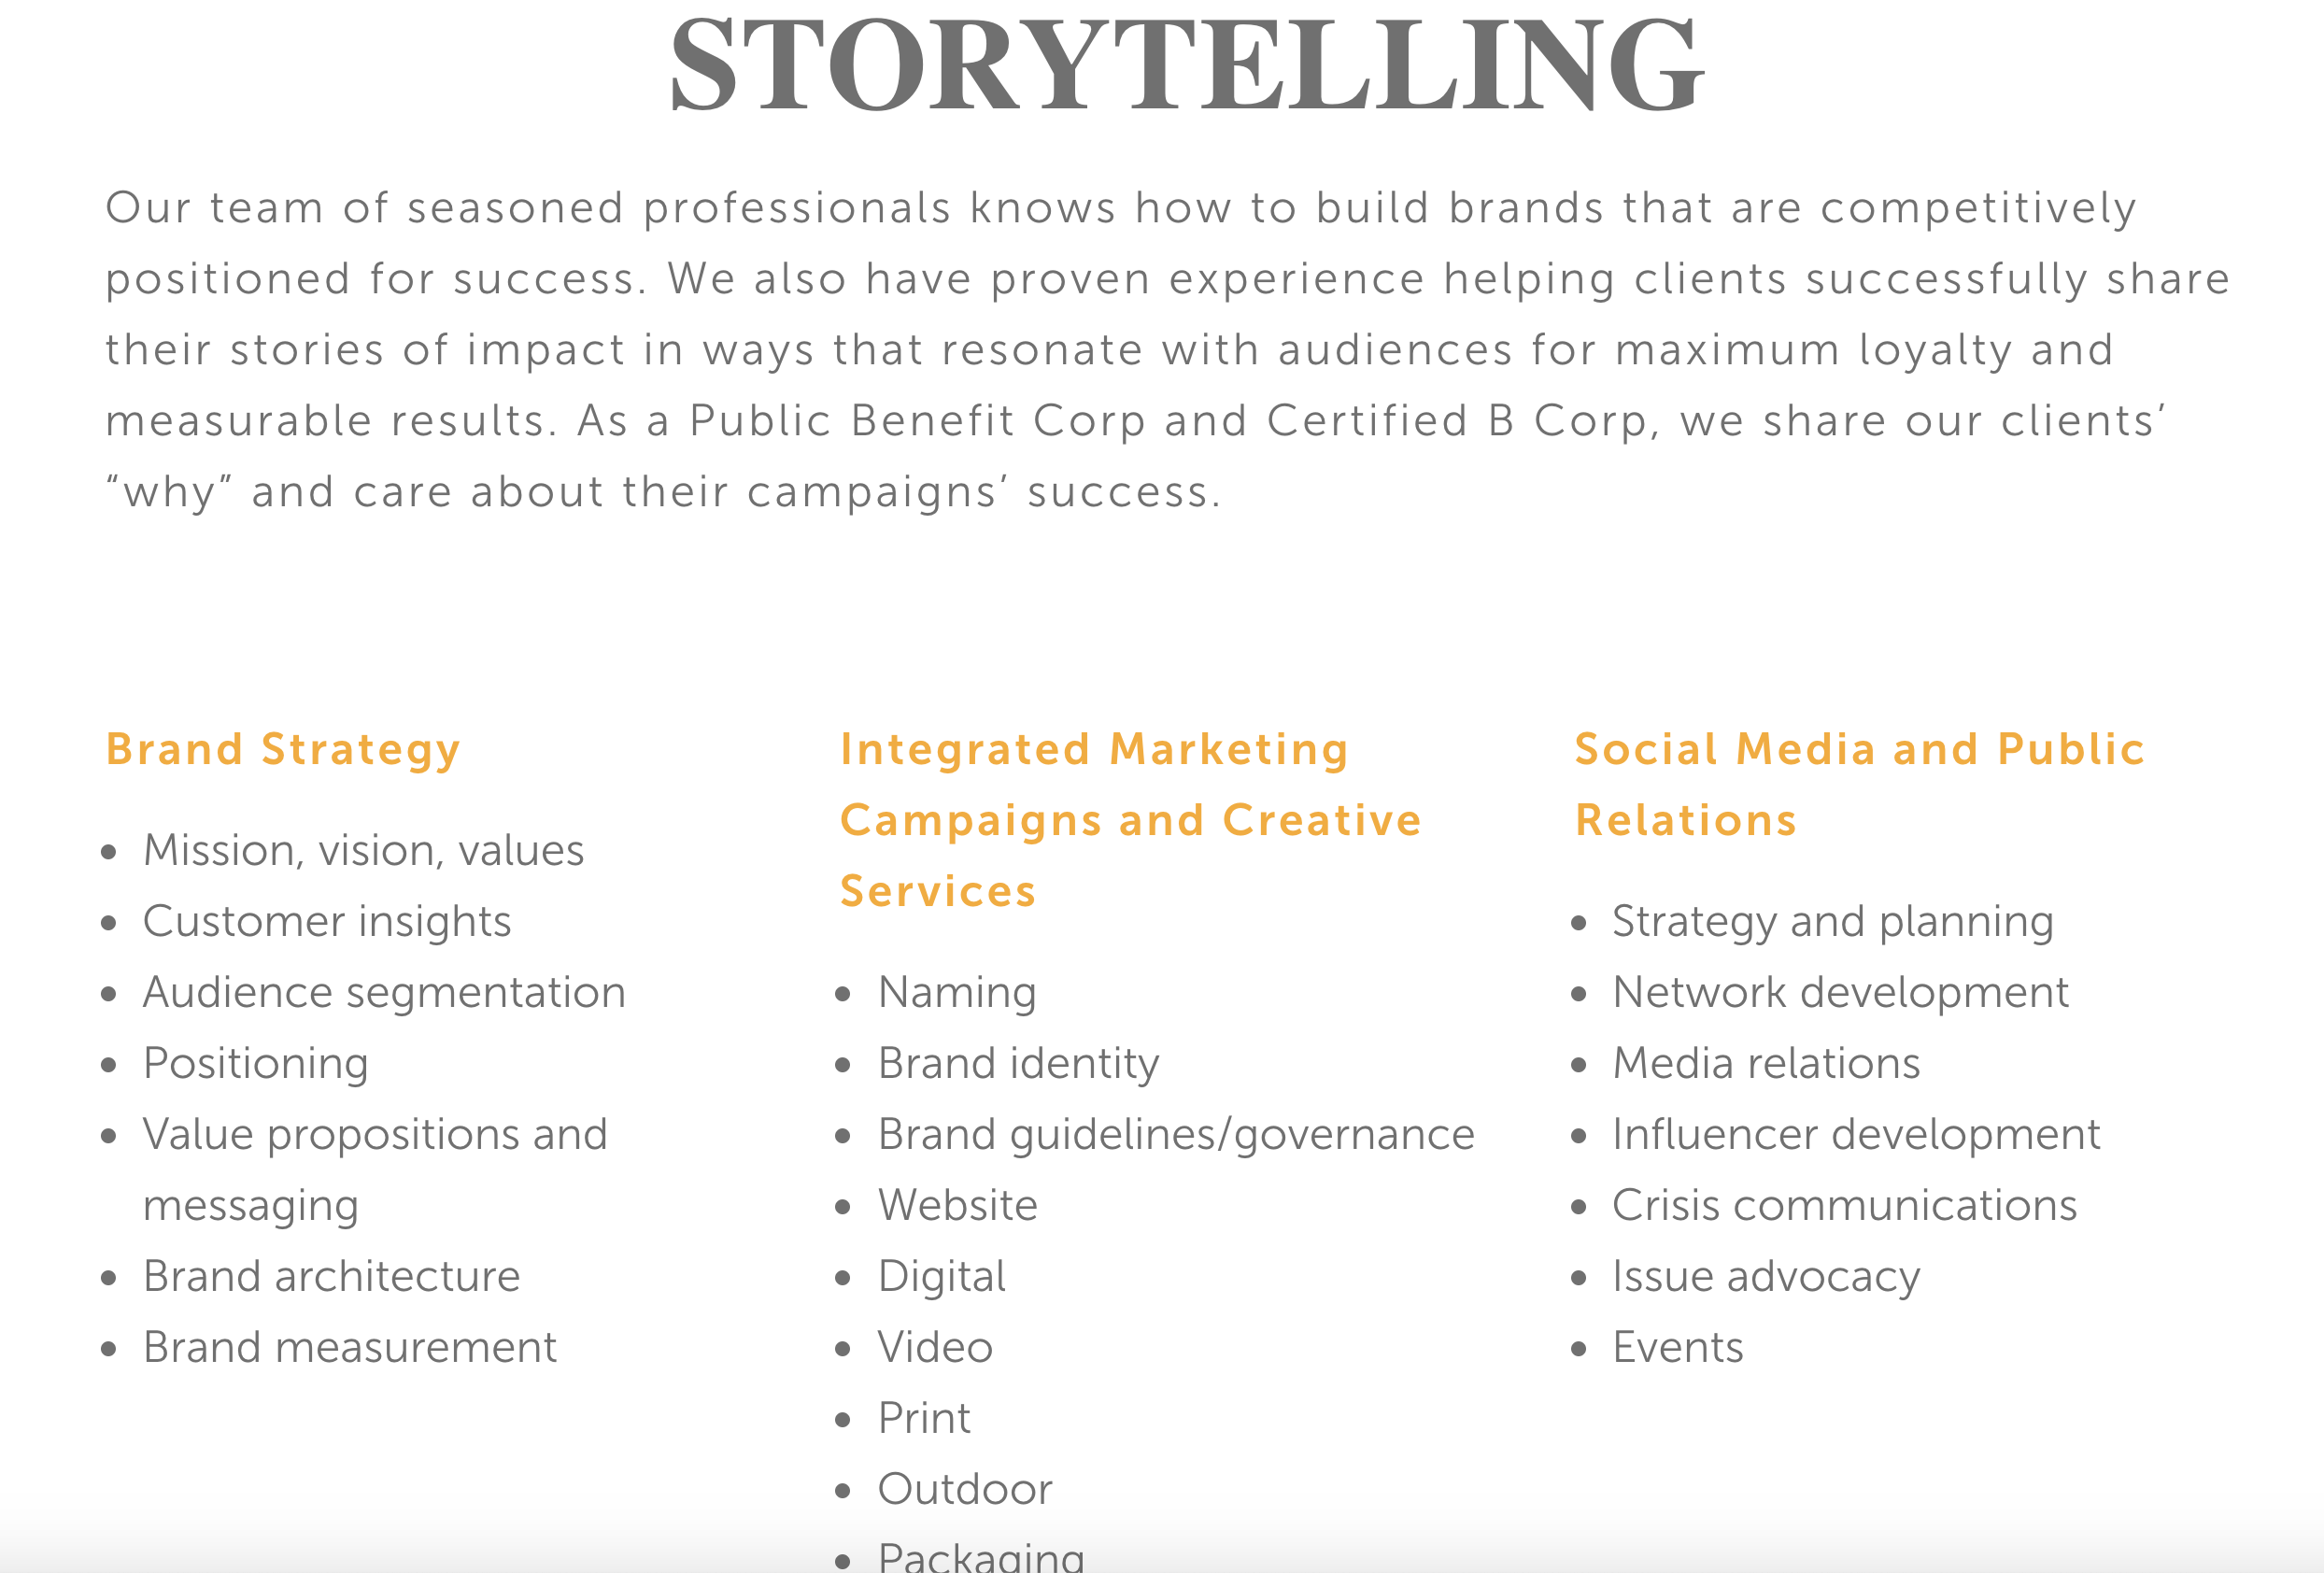 STORYTELLING
Our team of seasoned professionals knows how to build brands that are competitively
positioned for success. We also have proven experience helping clients successfully share
their stories of impact in ways that resonate with audiences for maximum loyalty and
measurable results. As a Public Benefit Corp and Certified B Corp, we share our clients’
“why” and care about their campaigns’ success.
Brand Strategy
• Mission, vision, values
• Customer insights
• Audience segmentation
• Positioning
• Value propositions and
messaging
• Brand architecture
• Brand measurement
Integrated Marketing
Campaigns and Creative
Services
• Naming
• Brand identity
• Brand guidelines/governance
• Website
• Digital
• Video
• Print
• Outdoor
• Packaging
Social Media and Public
Relations
• Strategy and planning
• Network development
• Media relations
• Influencer development
• Crisis communications
• Issue advocacy
• Events